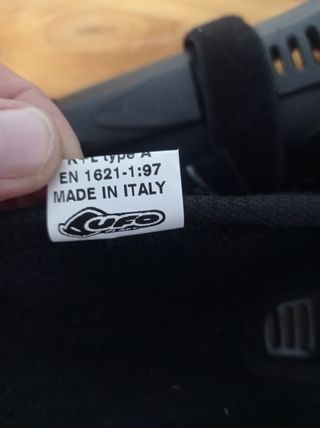 K+L type A
EN 1621-1:97
MADE IN ITALY
UFO